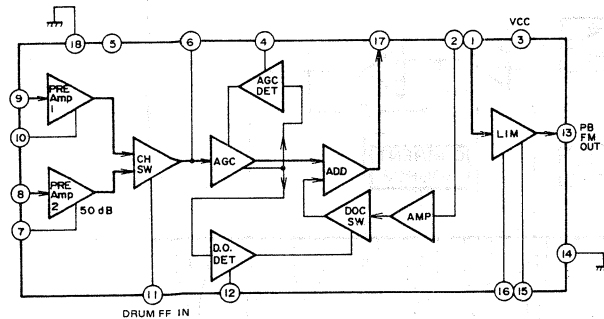 VCC
18 5 6 4 17 2 1 3
9 PRE Amp 1
AGC DET
10
CH SW
AGC
ADD
LIM
13 PB FM OUT
8 PRE Amp 2
50 dB
7
DOC SW
AMP
D.O. DET
14
11 12 16 15
DRUM FF IN